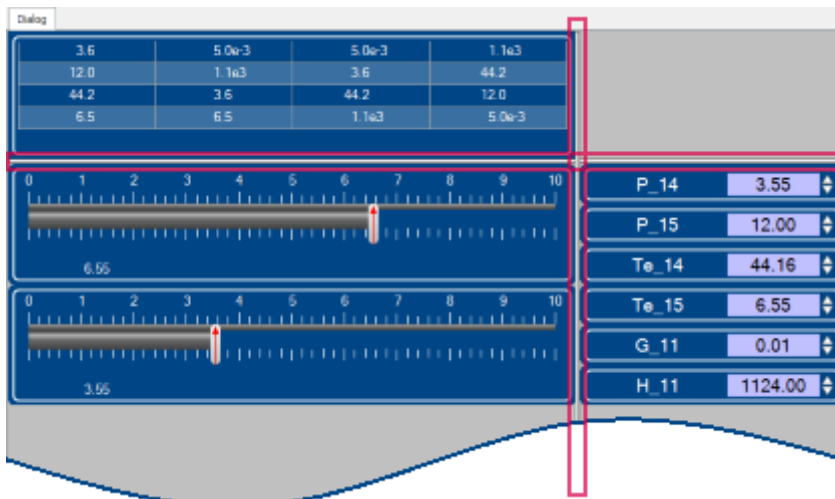 Dialog
3.6 5.0e-3 5.0e-3 1.1e3
12.0 1.1e3 3.6 44.2
44.2 3.6 44.2 12.0
6.5 6.5 1.1e3 5.0e-3
0 1 2 3 4 5 6 7 8 9 10
6.55
0 1 2 3 4 5 6 7 8 9 10
3.55
P_14 3.55
P_15 12.00
Te_14 44.16
Te_15 6.55
G_11 0.01
H_11 1124.00